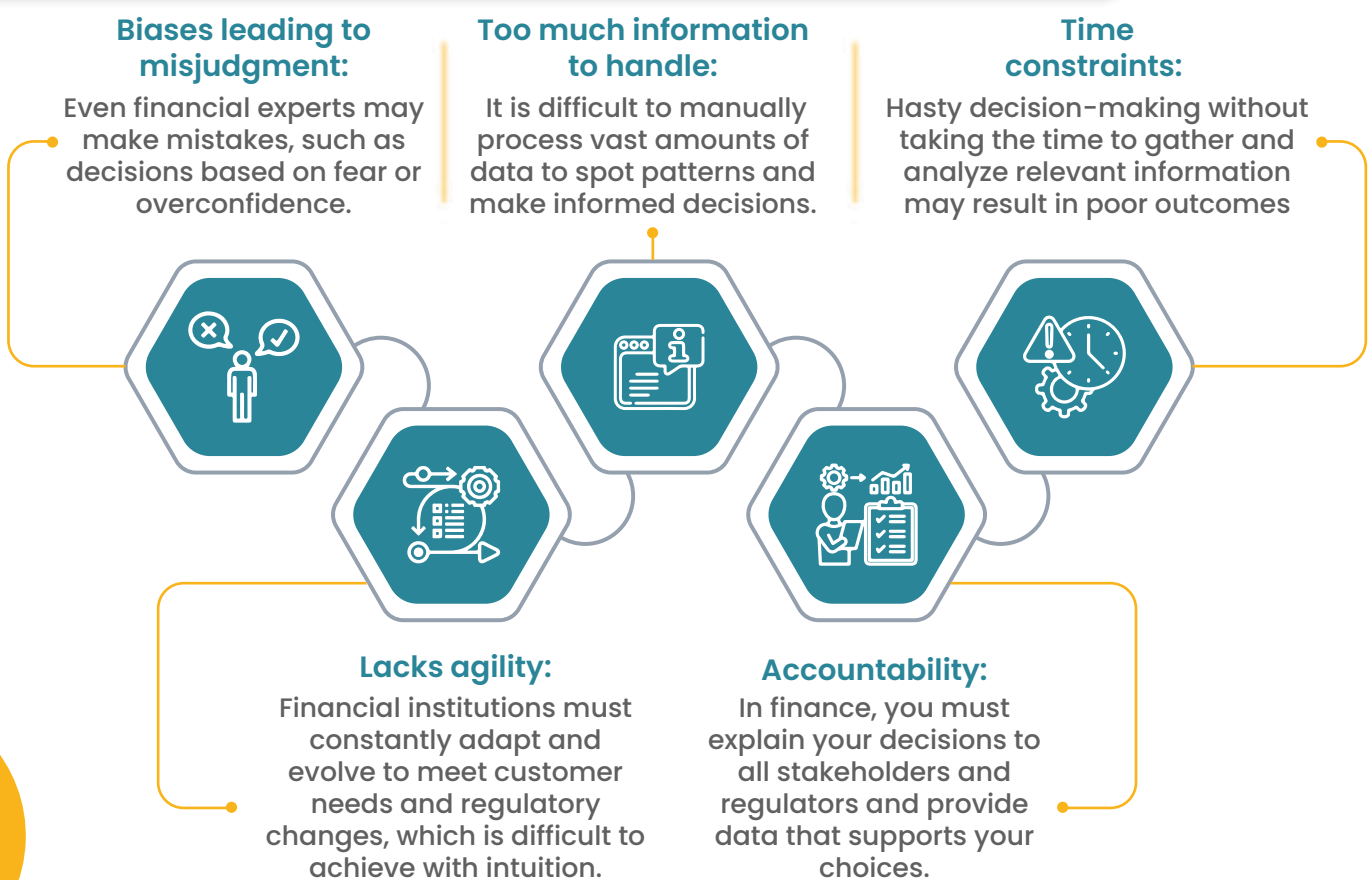 Biases leading to
misjudgment:
Even financial experts may
make mistakes, such as
decisions based on fear or
overconfidence.
Too much information
to handle:
It is difficult to manually
process vast amounts of
data to spot patterns and
make informed decisions.
Time
constraints:
Hasty decision-making without
taking the time to gather and
analyze relevant information
may result in poor outcomes
Lacks agility:
Financial institutions must
constantly adapt and
evolve to meet customer
needs and regulatory
changes, which is difficult to
achieve with intuition.
Accountability:
In finance, you must
explain your decisions to
all stakeholders and
regulators and provide
data that supports your
choices.